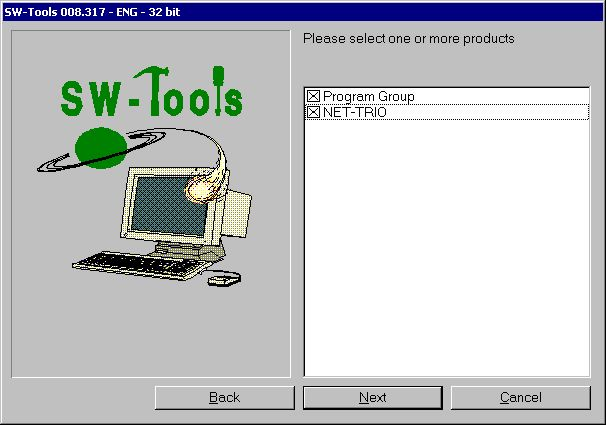 SW-Tools 008.317 - ENG - 32 bit
Please select one or more products
SW-Tools
Program Group
NET-TRIO
Back
Next
Cancel